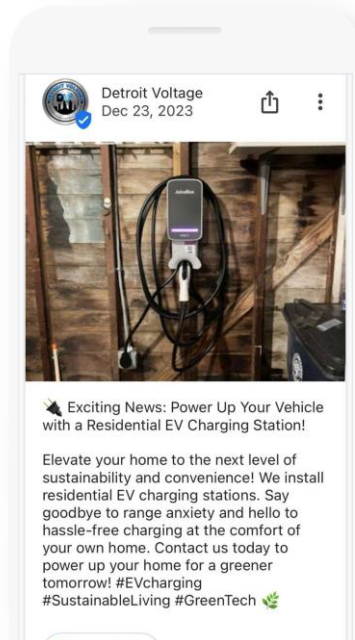 Detroit Voltage
Dec 23, 2023
🔌 Exciting News: Power Up Your Vehicle
with a Residential EV Charging Station!
Elevate your home to the next level of
sustainability and convenience! We install
residential EV charging stations. Say
goodbye to range anxiety and hello to
hassle-free charging at the comfort of
your own home. Contact us today to
power up your home for a greener
tomorrow! #EVcharging
#SustainableLiving #GreenTech 🌿